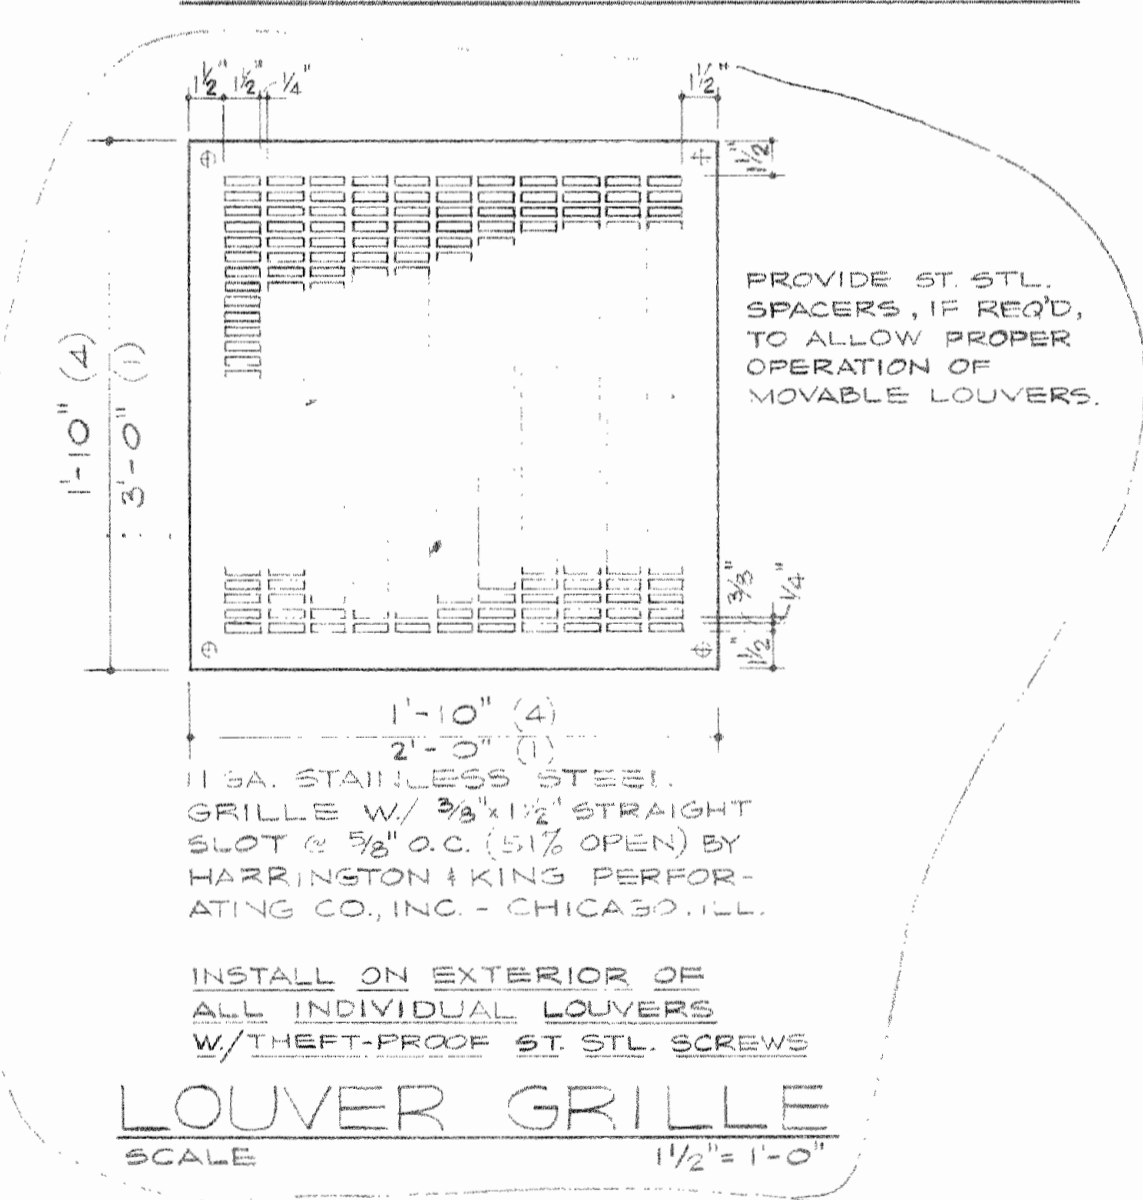 1½" 1½" ¼" 1½"
1½"
PROVIDE ST. STL.
SPACERS, IF REQ'D,
TO ALLOW PROPER
OPERATION OF
MOVABLE LOUVERS.
1'-10" (4)
3'-0" (1)
3/8"
¼"
1½"
1'-10" (4)
2'-0" (1)
11 GA. STAINLESS STEEL
GRILLE W/ 3/8" x 1½" STRAIGHT
SLOT @ 5/8" O.C. (51% OPEN) BY
HARRINGTON & KING PERFOR-
ATING CO., INC. - CHICAGO. ILL.
INSTALL ON EXTERIOR OF
ALL INDIVIDUAL LOUVERS
W./THEFT-PROOF ST. STL. SCREWS
LOUVER GRILLE
SCALE 1½" = 1'-0"